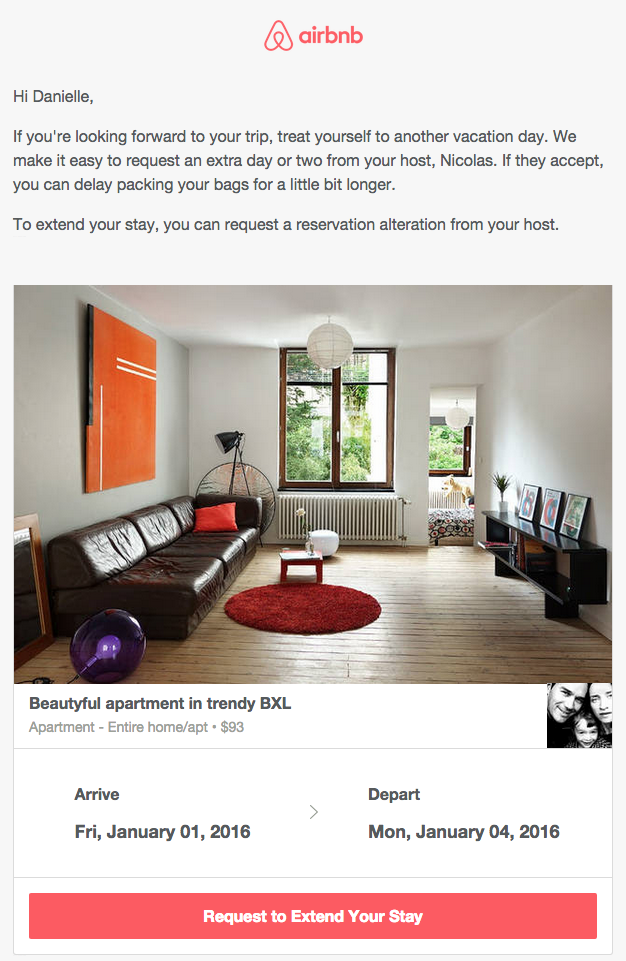 airbnb
Hi Danielle,
If you're looking forward to your trip, treat yourself to another vacation day. We
make it easy to request an extra day or two from your host, Nicolas. If they accept,
you can delay packing your bags for a little bit longer.
To extend your stay, you can request a reservation alteration from your host.
Beautyful apartment in trendy BXL
Apartment - Entire home/apt • $93
Arrive
Depart
Fri, January 01, 2016
Mon, January 04, 2016
Request to Extend Your Stay